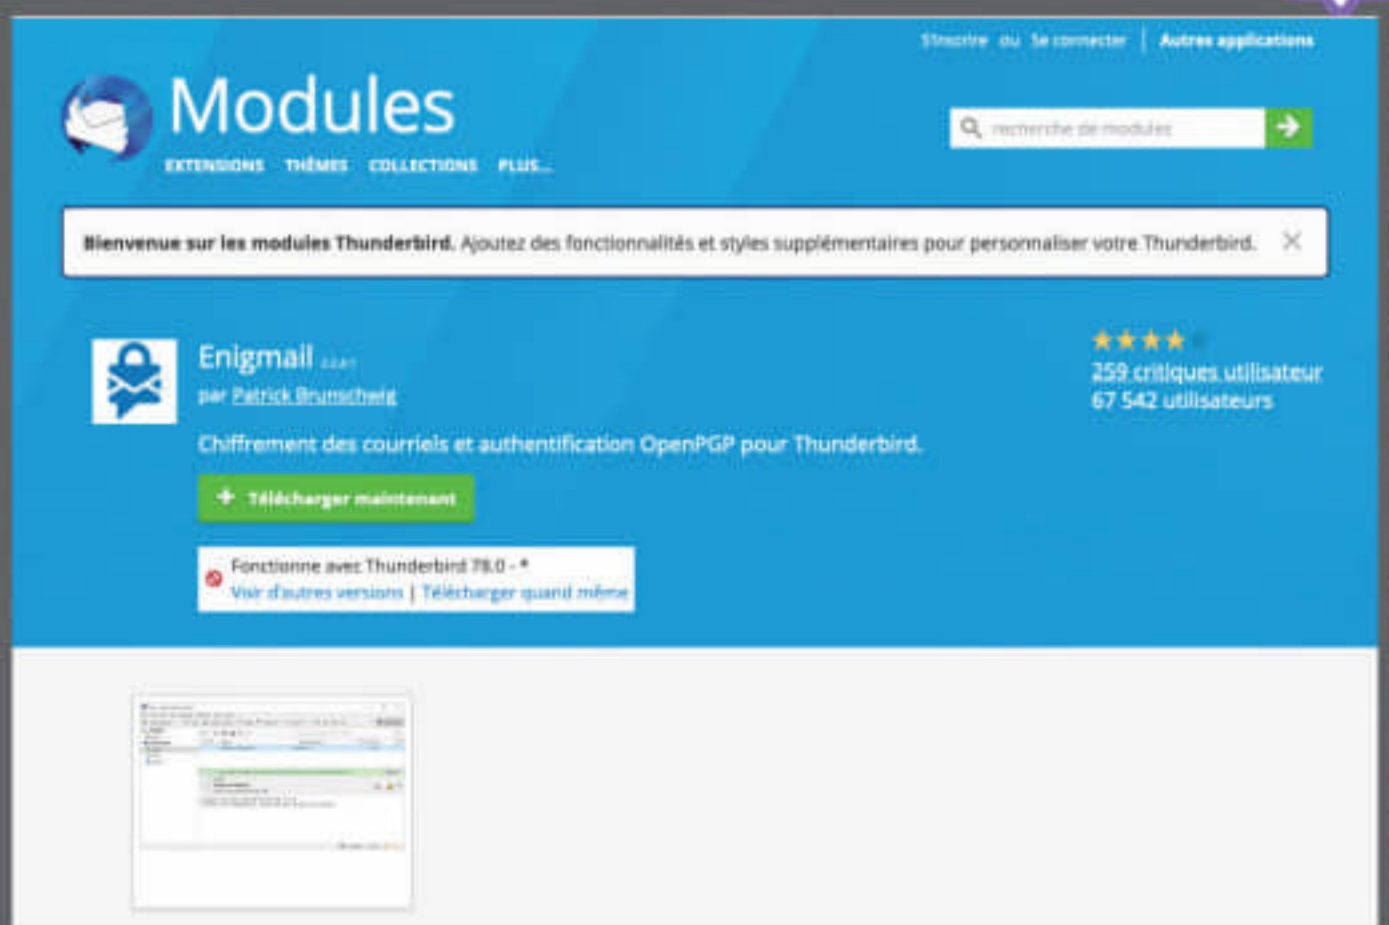 S'inscrire ou Se connecter | Autres applications
Modules
recherche de modules
EXTENSIONS THÈMES COLLECTIONS PLUS...
Bienvenue sur les modules Thunderbird. Ajoutez des fonctionnalités et styles supplémentaires pour personnaliser votre Thunderbird.
Enigmail
par Patrick Brunschwig
259 critiques utilisateur
67 542 utilisateurs
Chiffrement des courriels et authentification OpenPGP pour Thunderbird.
+ Télécharger maintenant
Fonctionne avec Thunderbird 78.0 - *
Voir d'autres versions | Télécharger quand même